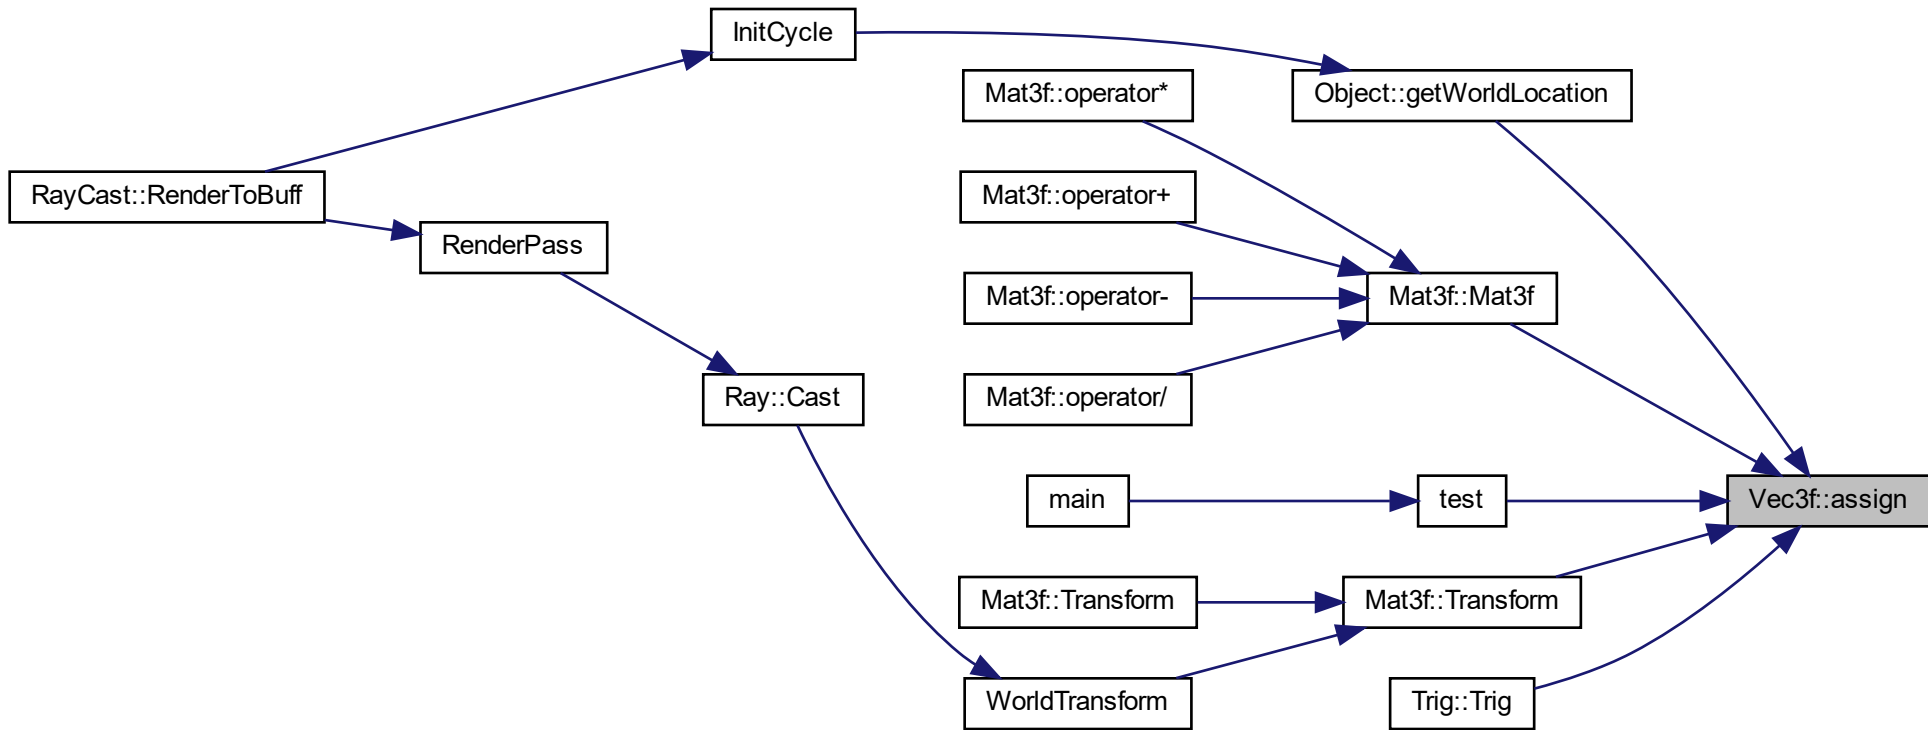 InitCycle
Object::getWorldLocation
Mat3f::operator*
RayCast::RenderToBuff
Mat3f::operator+
RenderPass
Mat3f::operator-
Mat3f::Mat3f
Ray::Cast
Mat3f::operator/
main
test
Vec3f::assign
Mat3f::Transform
Mat3f::Transform
WorldTransform
Trig::Trig